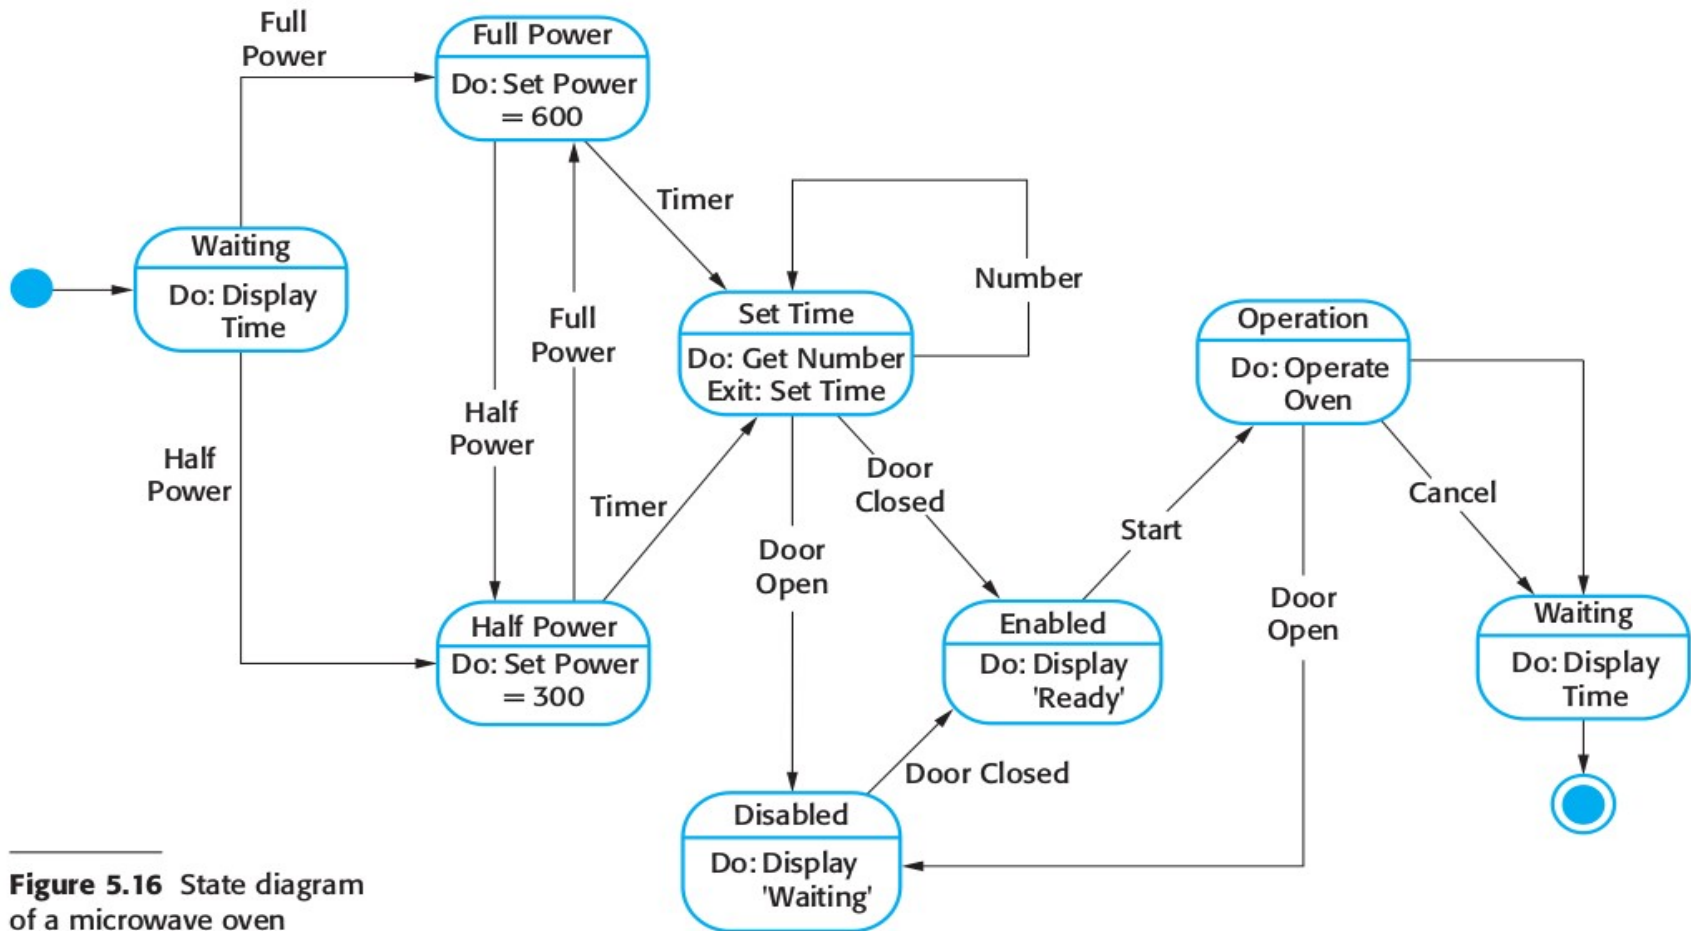 Full
Power
Full Power
Do: Set Power
= 600
Timer
Waiting
Do: Display
Time
Number
Full
Power
Set Time
Do: Get Number
Exit: Set Time
Operation
Do: Operate
Oven
Half
Power
Half
Power
Door
Closed
Cancel
Timer
Start
Door
Open
Door
Open
Half Power
Do: Set Power
= 300
Enabled
Do: Display
'Ready'
Waiting
Do: Display
Time
Door Closed
Disabled
Do: Display
'Waiting'
Figure 5.16 State diagram
of a microwave oven